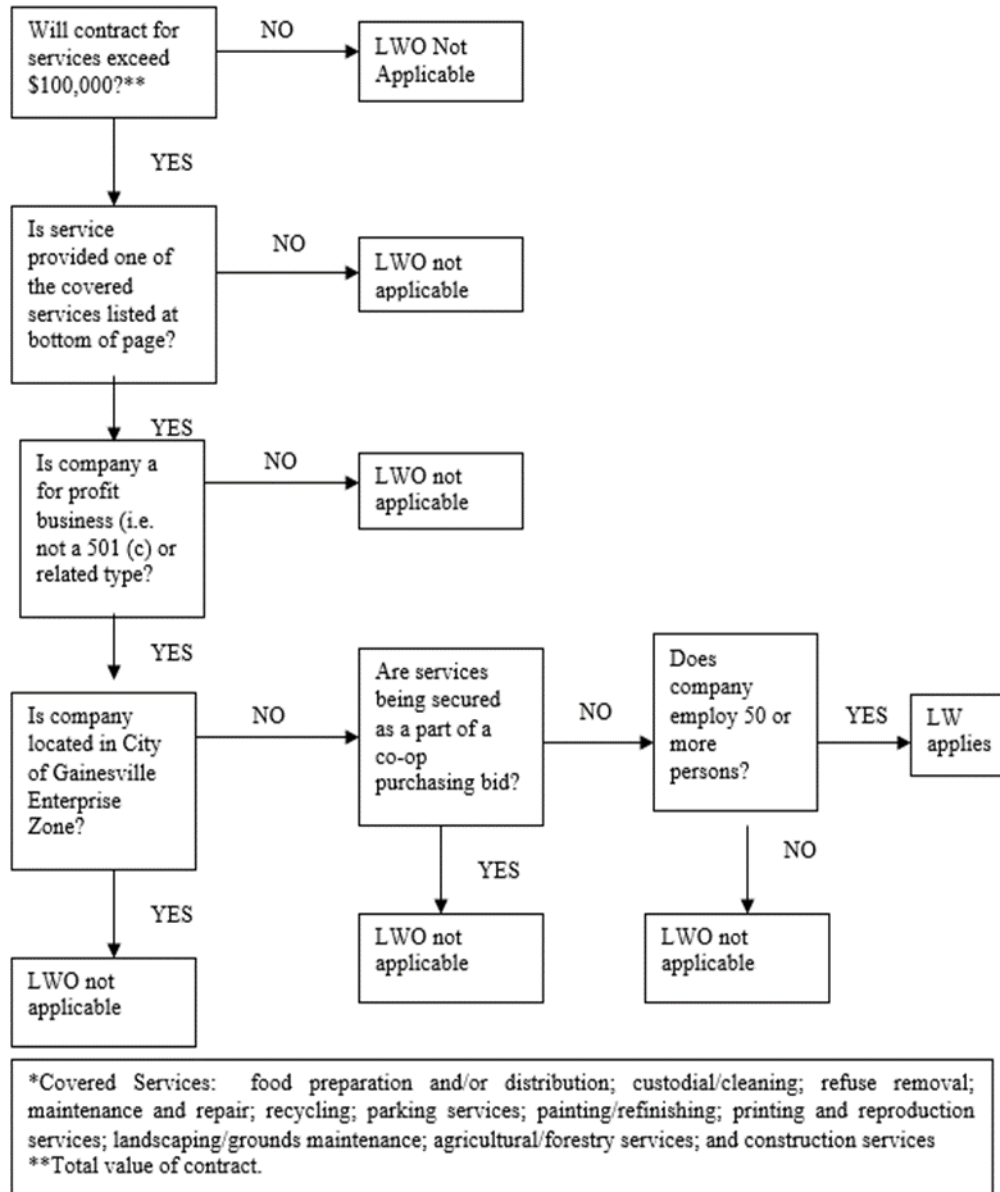 Will contract for
services exceed
$100,000?**
NO
LWO Not
Applicable
YES
Is service
provided one of
the covered
services listed at
bottom of page?
NO
LWO not
applicable
YES
Is company a
for profit
business (i.e.
not a 501 (c) or
related type?
NO
LWO not
applicable
YES
Is company
located in City
of Gainesville
Enterprise
Zone?
NO
Are services
being secured
as a part of a
co-op
purchasing bid?
NO
Does
company
employ 50 or
more
persons?
YES
LW
applies
YES
LWO not
applicable
YES
LWO not
applicable
NO
LWO not
applicable
*Covered Services: food preparation and/or distribution; custodial/cleaning; refuse removal;
maintenance and repair; recycling; parking services; painting/refinishing; printing and reproduction
services; landscaping/grounds maintenance; agricultural/forestry services; and construction services
**Total value of contract.